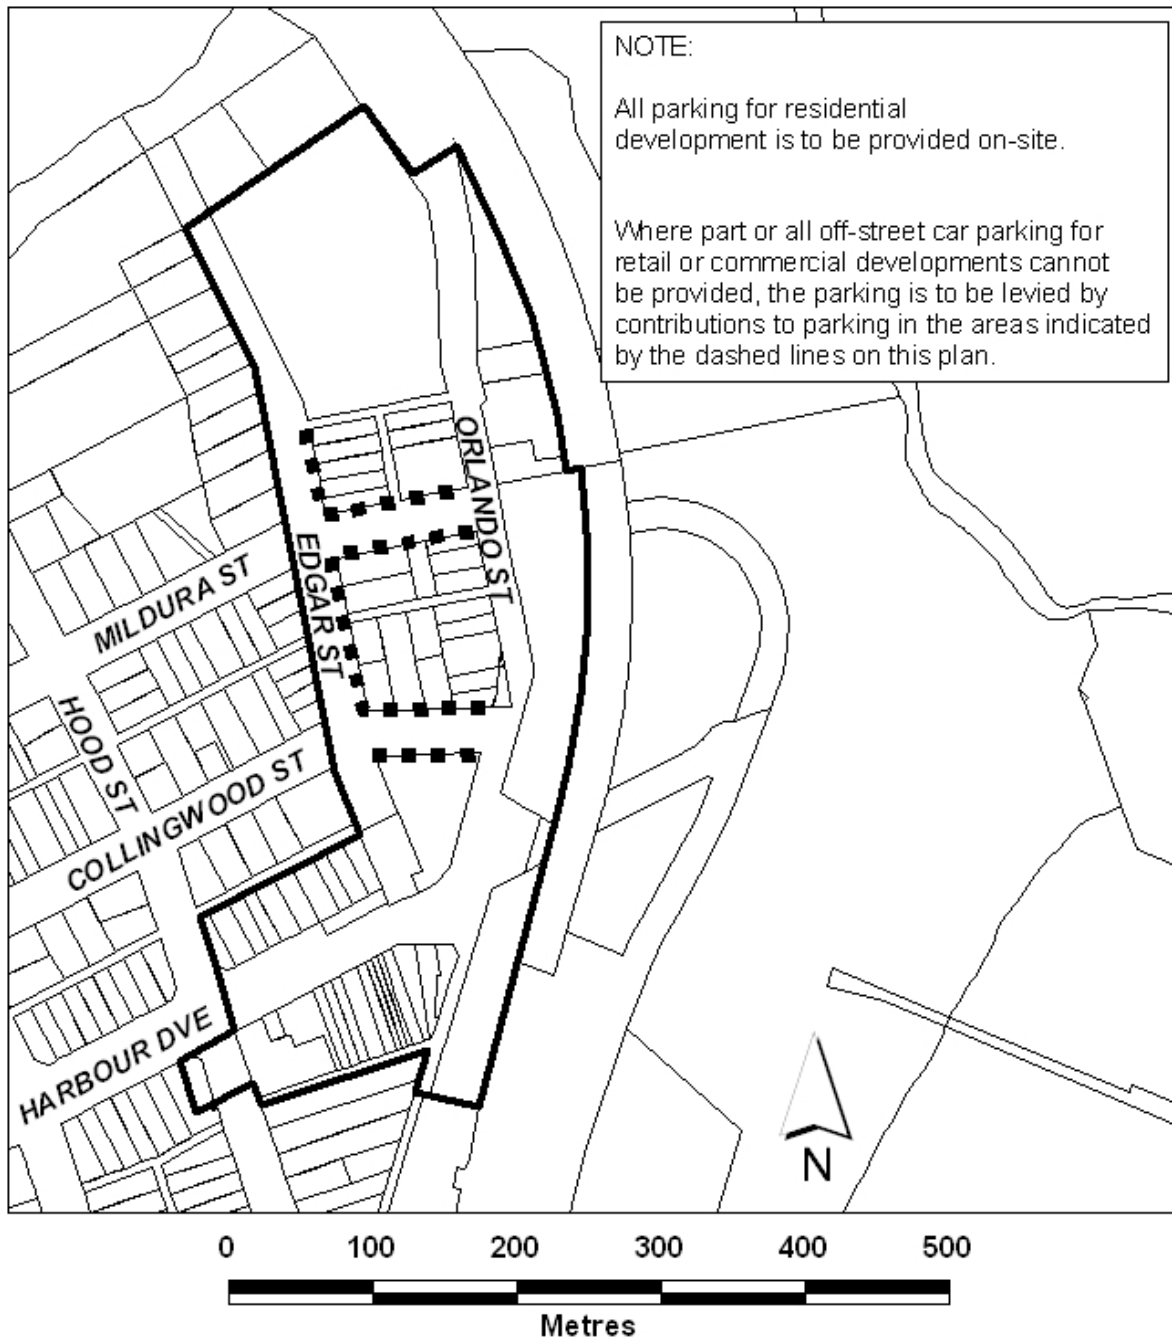 NOTE:
All parking for residential
development is to be provided on-site.
Where part or all off-street car parking for
retail or commercial developments cannot
be provided, the parking is to be levied by
contributions to parking in the areas indicated
by the dashed lines on this plan.
ORLANDO ST
EDGAR ST
MILDURA ST
HOOD ST
COLLINGWOOD ST
HARBOUR DVE
N
0 100 200 300 400 500
Metres